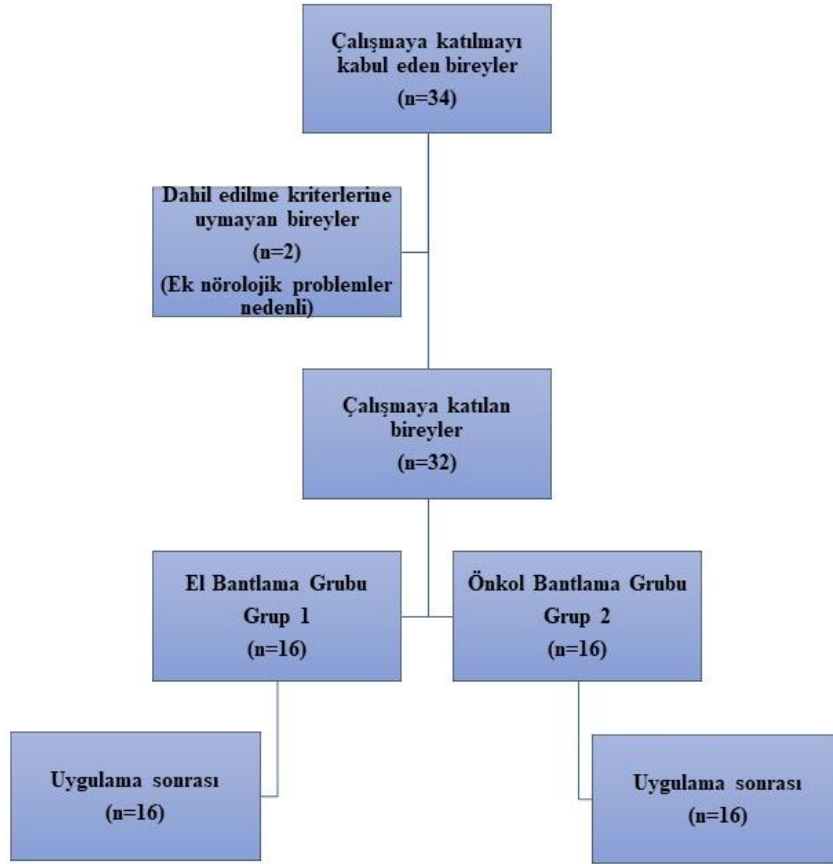 Çalışmaya katılmayı
kabul eden bireyler
(n=34)
Dahil edilme kriterlerine
uymayan bireyler
(n=2)
(Ek nörolojik problemler
nedenli)
Çalışmaya katılan
bireyler
(n=32)
El Bantlama Grubu
Grup 1
(n=16)
Önkol Bantlama Grubu
Grup 2
(n=16)
Uygulama sonrası
(n=16)
Uygulama sonrası
(n=16)